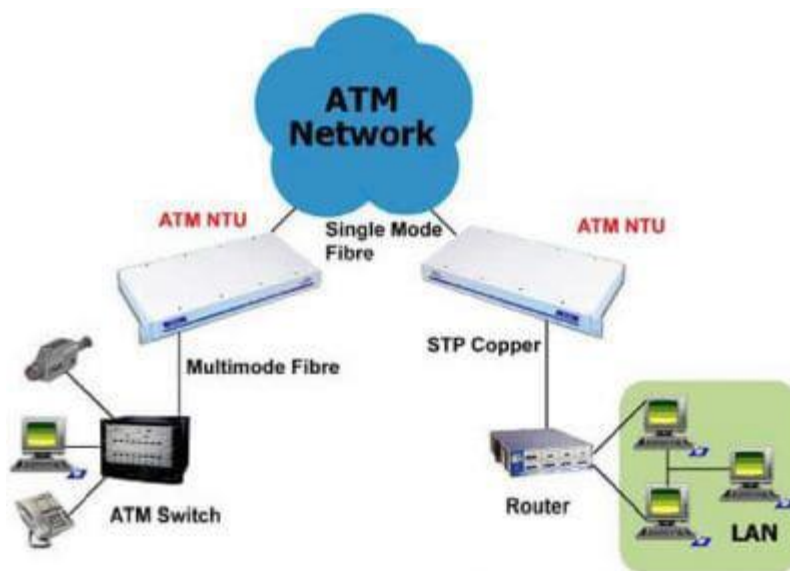 ATM
Network
ATM NTU
ATM NTU
Single Mode
Fibre
STP Copper
Multimode Fibre
ATM Switch
Router
LAN